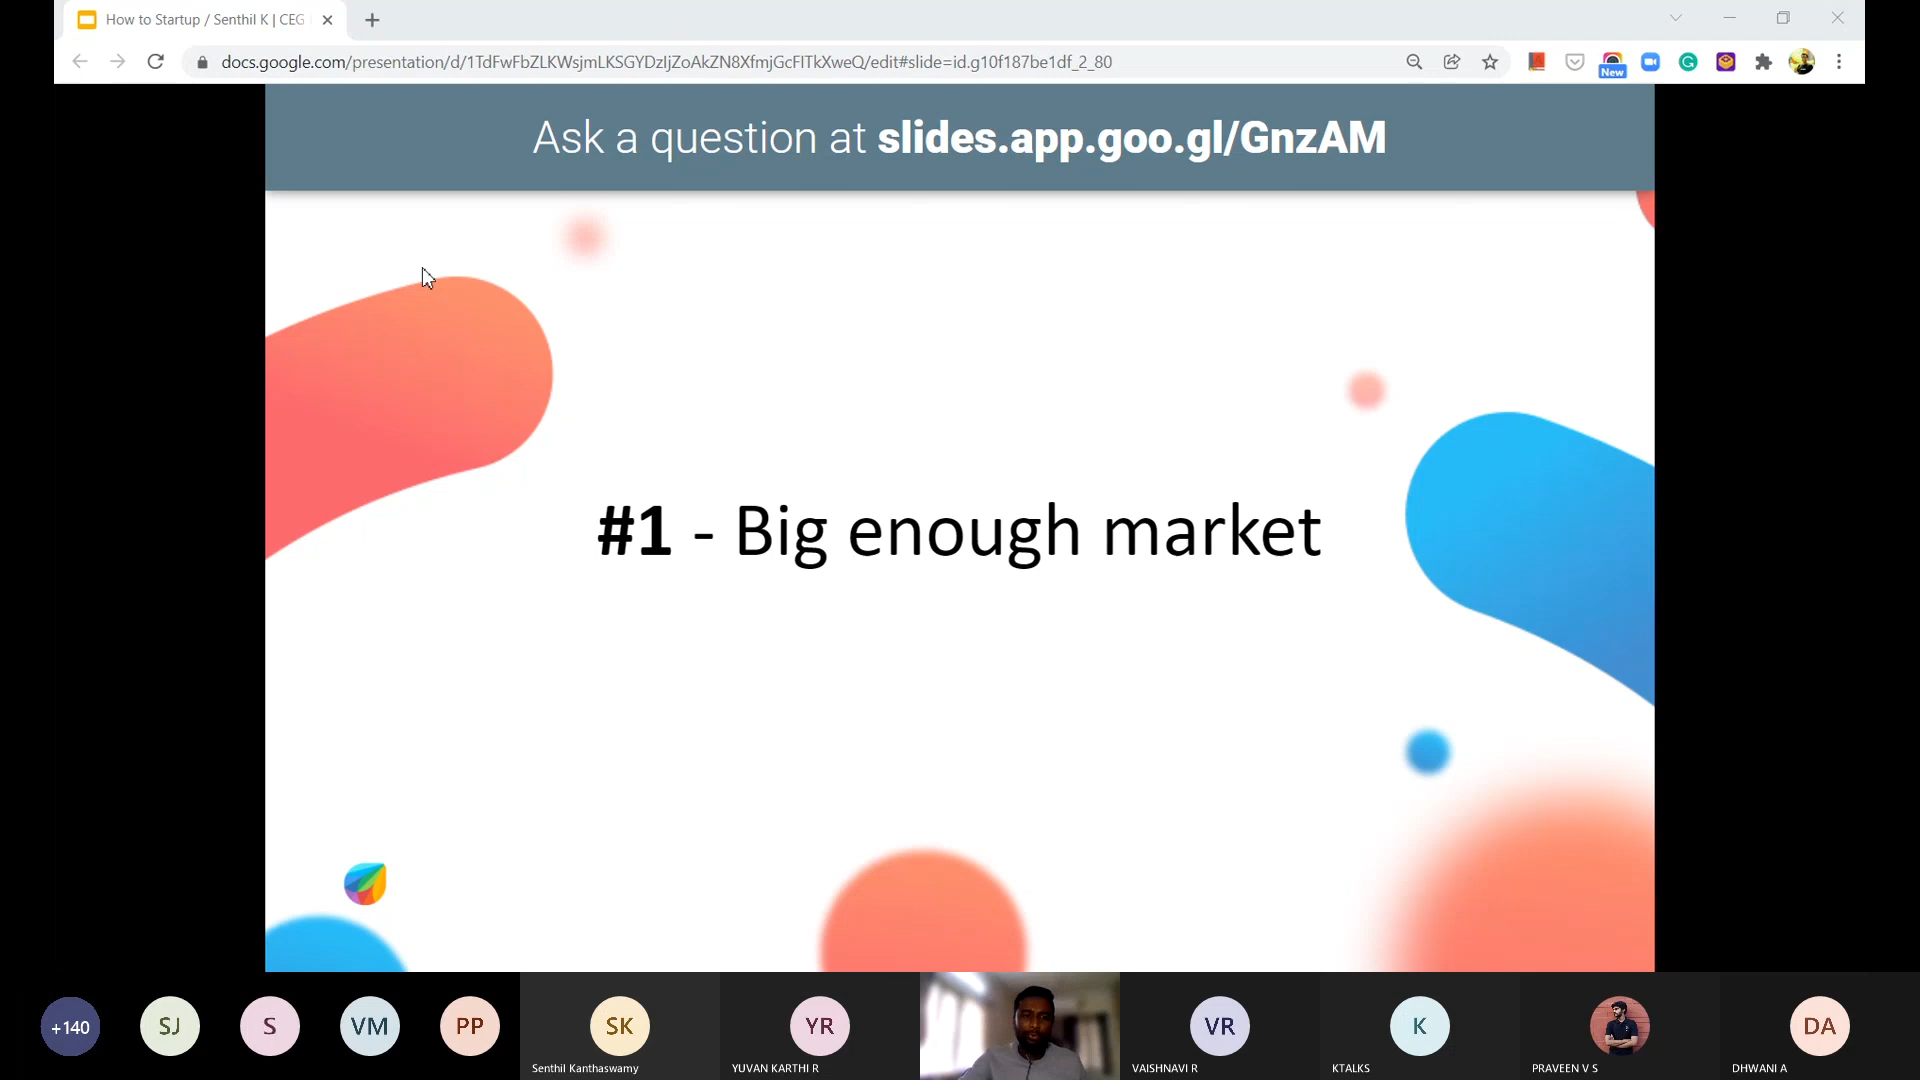 How to Startup / Senthil K | CEG
docs.google.com/presentation/d/1TdFwFbZLKWsjmLKSGYDzIjZoAkZN8XfmjGcFITkXweQ/edit#slide=id.g10f187be1df_2_80
New
Ask a question at slides.app.goo.gl/GnzAM
#1 - Big enough market
+140
SJ
S
VM
PP
SK
YR
VR
K
DA
Senthil Kanthaswamy
YUVAN KARTHI R
VAISHNAVI R
KTALKS
PRAVEEN V S
DHWANI A